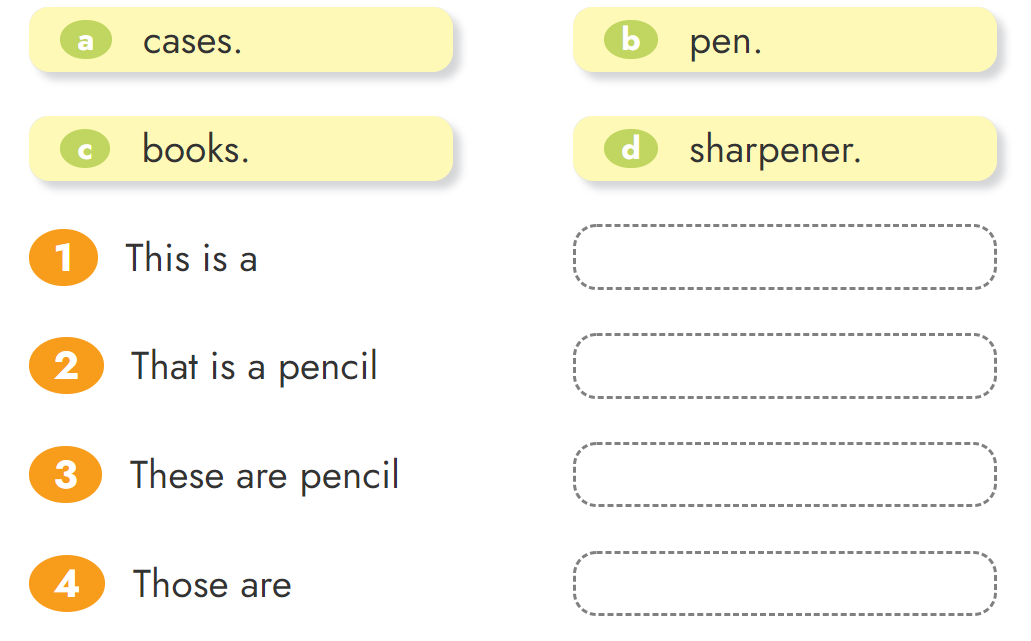 a cases.
b pen.
c books.
d sharpener.
1 This is a
2 That is a pencil
3 These are pencil
4 Those are